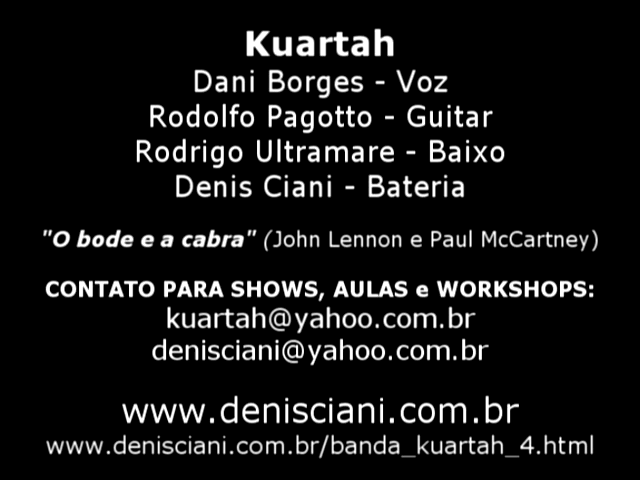 Kuartah
Dani Borges - Voz
Rodolfo Pagotto - Guitar
Rodrigo Ultramare - Baixo
Denis Ciani - Bateria
"O bode e a cabra" (John Lennon e Paul McCartney)
CONTATO PARA SHOWS, AULAS e WORKSHOPS:
kuartah@yahoo.com.br
denisciani@yahoo.com.br
www.denisciani.com.br
www.denisciani.com.br/banda_kuartah_4.html